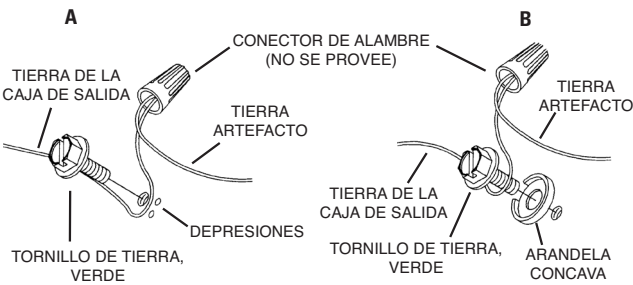 A
B
CONECTOR DE ALAMBRE
(NO SE PROVEE)
TIERRA DE LA
CAJA DE SALIDA
TIERRA
ARTEFACTO
DEPRESIONES
TORNILLO DE TIERRA,
VERDE
TIERRA
ARTEFACTO
TIERRA DE LA
CAJA DE SALIDA
TORNILLO DE TIERRA,
VERDE
ARANDELA
CONCAVA